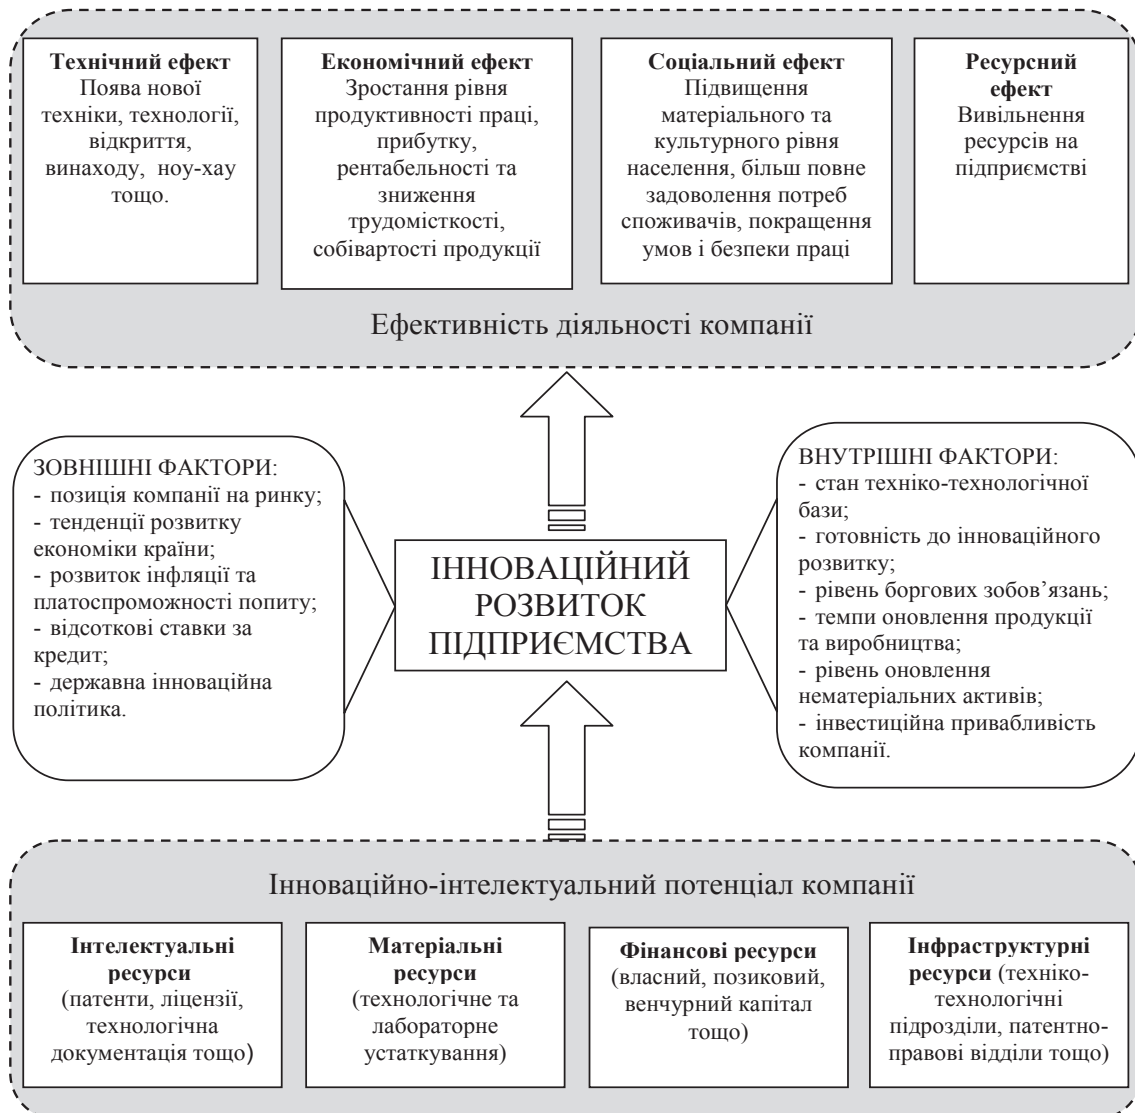 Технічний ефект
Поява нової
техніки, технології,
відкриття,
винаходу, ноу-хау
тощо.
Економічний ефект
Зростання рівня
продуктивності праці,
прибутку,
рентабельності та
зниження
трудомісткості,
собівартості продукції
Соціальний ефект
Підвищення
матеріального та
культурного рівня
населення, більш повне
задоволення потреб
споживачів, покращення
умов і безпеки праці
Ресурсний
ефект
Вивільнення
ресурсів на
підприємстві
Ефективність діяльності компанії
ЗОВНІШНІ ФАКТОРИ:
- позиція компанії на ринку;
- тенденції розвитку
економіки країни;
- розвиток інфляції та
платоспроможності попиту;
- відсоткові ставки за
кредит;
- державна інноваційна
політика.
ІННОВАЦІЙНИЙ
РОЗВИТОК
ПІДПРИЄМСТВА
ВНУТРІШНІ ФАКТОРИ:
- стан техніко-технологічної
бази;
- готовність до інноваційного
розвитку;
- рівень боргових зобов’язань;
- темпи оновлення продукції
та виробництва;
- рівень оновлення
нематеріальних активів;
- інвестиційна привабливість
компанії.
Інноваційно-інтелектуальний потенціал компанії
Інтелектуальні
ресурси
(патенти, ліцензії,
технологічна
документація тощо)
Матеріальні
ресурси
(технологічне та
лабораторне
устаткування)
Фінансові ресурси
(власний, позиковий,
венчурний капітал
тощо)
Інфраструктурні
ресурси (техніко-
технологічні
підрозділи, патентно-
правові відділи тощо)